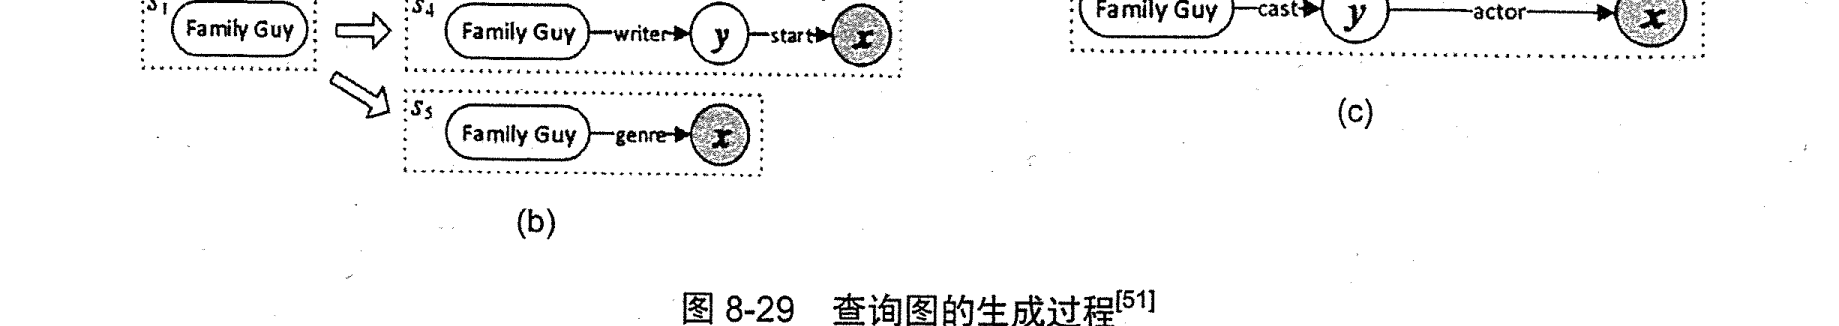 S1 Family Guy
S4 Family Guy writer y start x
Family Guy cast y actor x
S5 Family Guy genre x
(b)
(c)
图 8-29 查询图的生成过程[51]